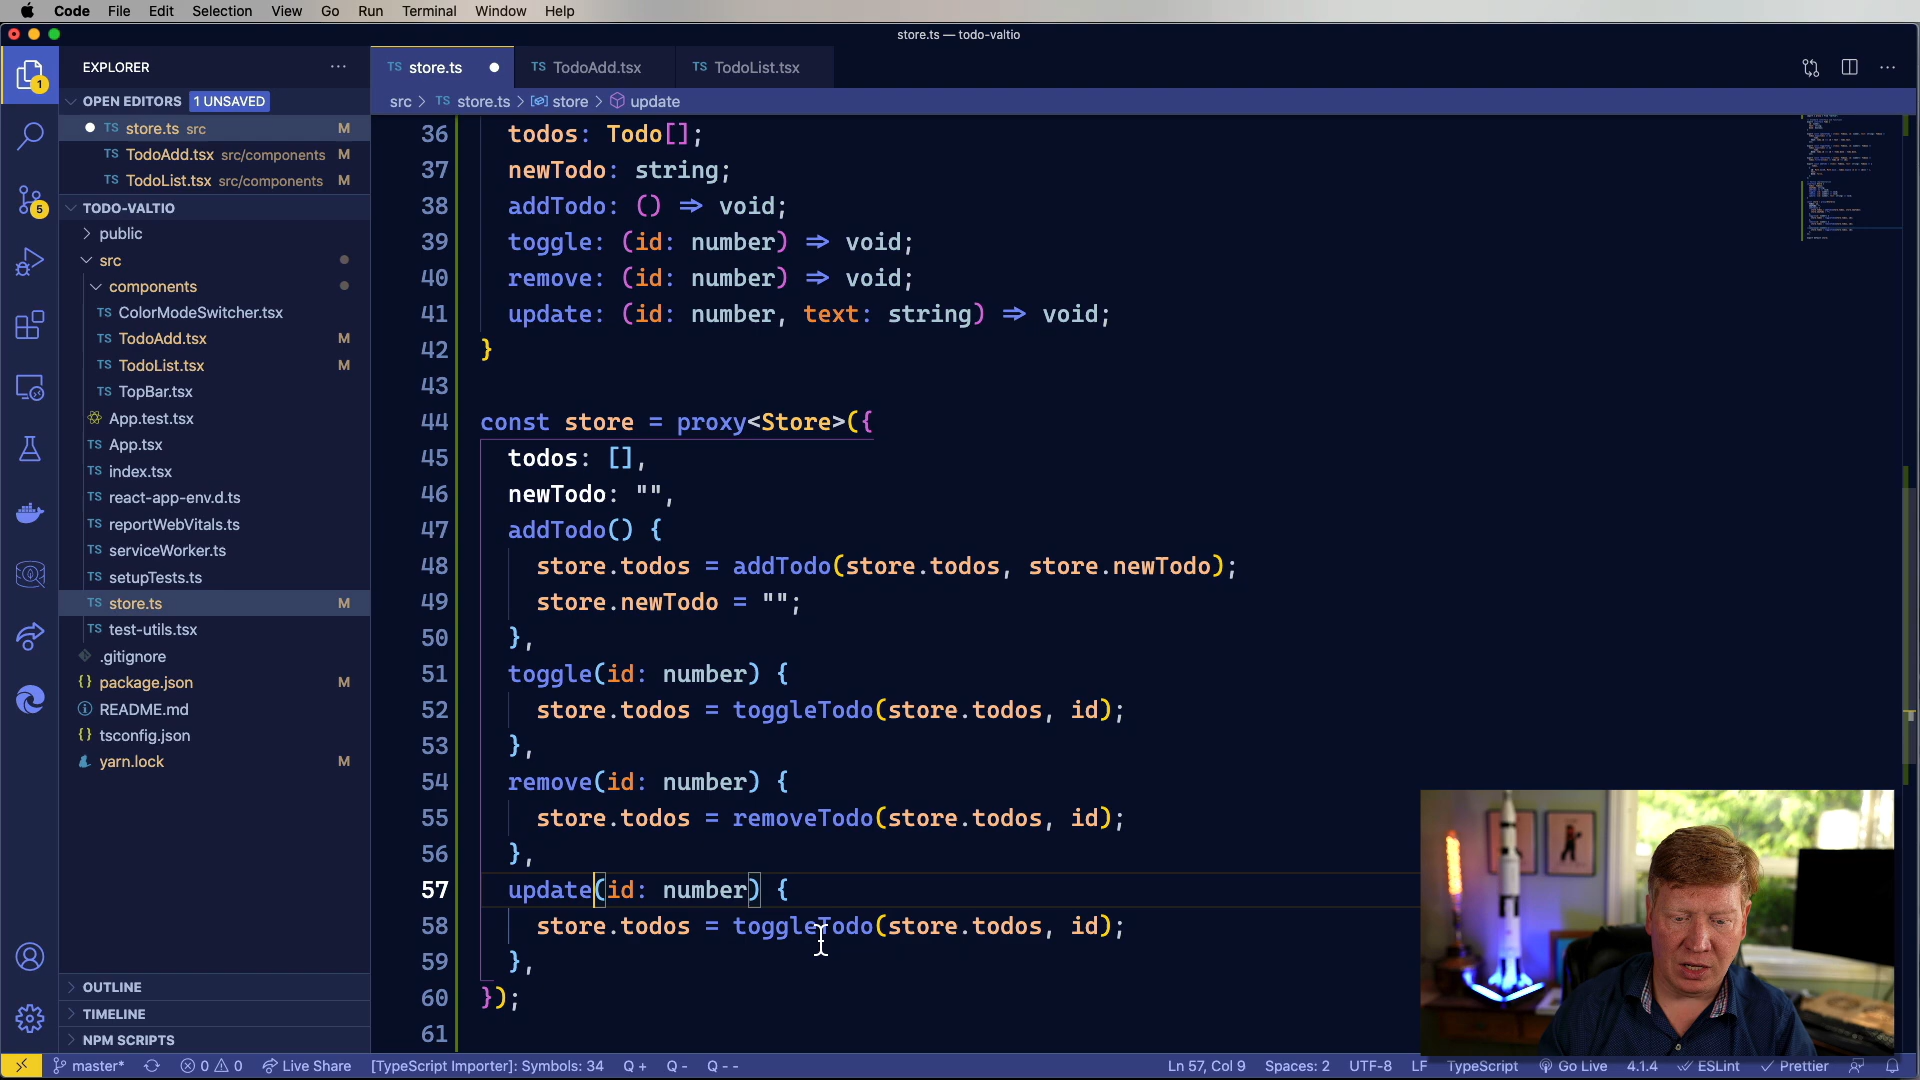 Code File Edit Selection View Go Run Terminal Window Help
store.ts — todo-valtio
EXPLORER
OPEN EDITORS 1 UNSAVED
TS store.ts src M
TS TodoAdd.tsx src/components M
TS TodoList.tsx src/components M
TODO-VALTIO
public
src
components
TS ColorModeSwitcher.tsx
TS TodoAdd.tsx M
TS TodoList.tsx M
TS TopBar.tsx
App.test.tsx
TS App.tsx
TS index.tsx
TS react-app-env.d.ts
TS reportWebVitals.ts
TS serviceWorker.ts
TS setupTests.ts
TS store.ts M
TS test-utils.tsx
.gitignore
{} package.json M
README.md
{} tsconfig.json
yarn.lock M
OUTLINE
TIMELINE
NPM SCRIPTS
1
5
TS store.ts
TS TodoAdd.tsx
TS TodoList.tsx
src > TS store.ts > store > update
36 todos: Todo[];
37 newTodo: string;
38 addTodo: () => void;
39 toggle: (id: number) => void;
40 remove: (id: number) => void;
41 update: (id: number, text: string) => void;
42 }
43
44 const store = proxy<Store>({
45 todos: [],
46 newTodo: "",
47 addTodo() {
48 store.todos = addTodo(store.todos, store.newTodo);
49 store.newTodo = "";
50 },
51 toggle(id: number) {
52 store.todos = toggleTodo(store.todos, id);
53 },
54 remove(id: number) {
55 store.todos = removeTodo(store.todos, id);
56 },
57 update(id: number) {
58 store.todos = toggleTodo(store.todos, id);
59 },
60 });
61
master* 0 0 Live Share [TypeScript Importer]: Symbols: 34 Q + Q - Q - - Ln 57, Col 9 Spaces: 2 UTF-8 LF TypeScript Go Live 4.1.4 ESLint Prettier